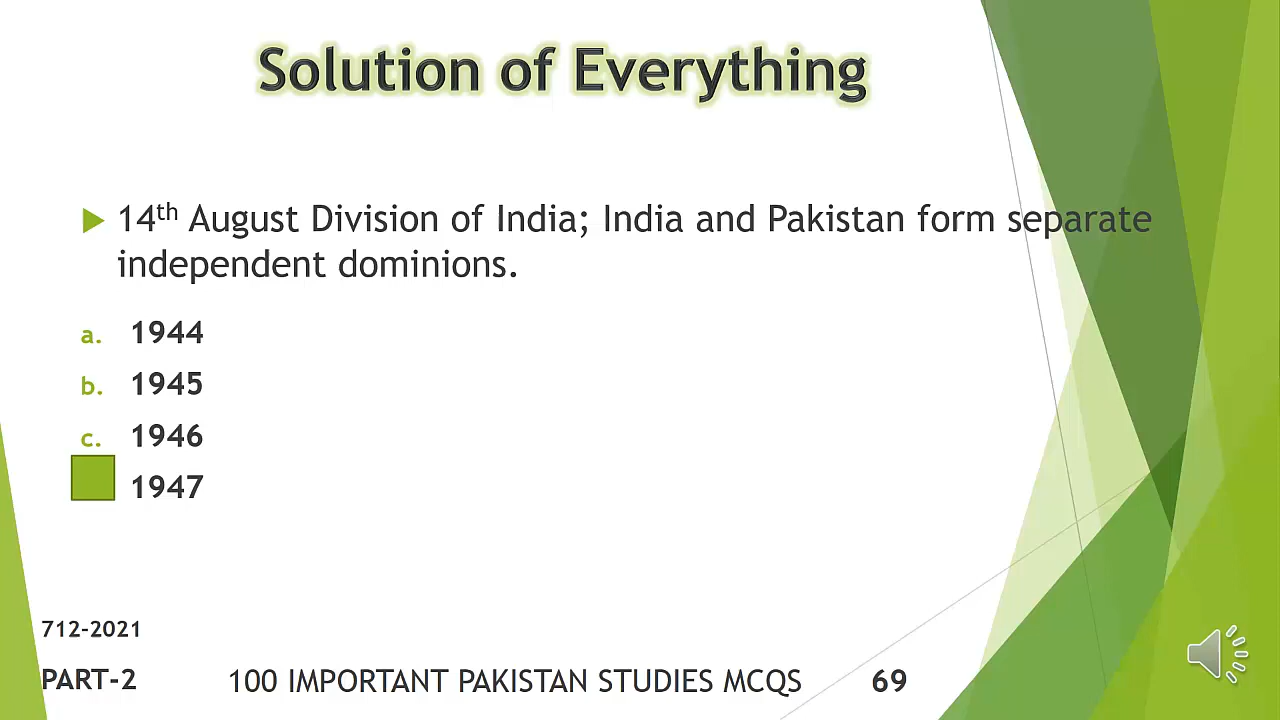 Solution of Everything
14th August Division of India; India and Pakistan form separate
independent dominions.
a. 1944
b. 1945
c. 1946
1947
712-2021
PART-2 100 IMPORTANT PAKISTAN STUDIES MCQS 69